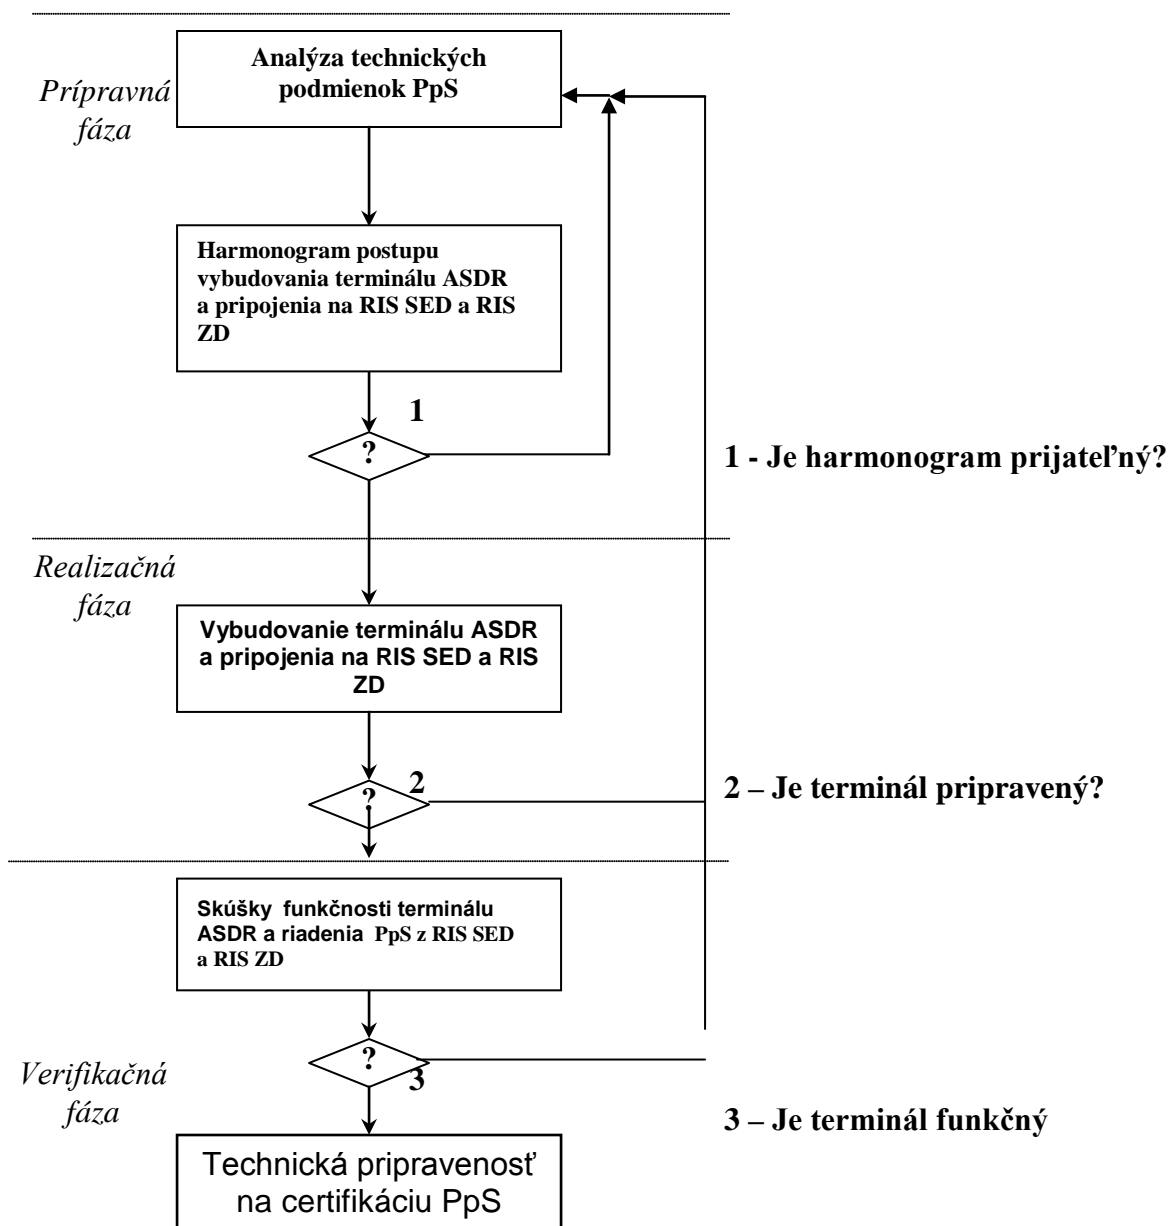 Analýza technických
podmienok PpS
Prípravná
fáza
Harmonogram postupu
vybudovania terminálu ASDR
a pripojenia na RIS SED a RIS
ZD
1
?
1 - Je harmonogram prijateľný?
Realizačná
fáza
Vybudovanie terminálu ASDR
a pripojenia na RIS SED a RIS
ZD
2
?
2 – Je terminál pripravený?
Skúšky funkčnosti terminálu
ASDR a riadenia PpS z RIS SED
a RIS ZD
?
3
Verifikačná
fáza
3 – Je terminál funkčný
Technická pripravenosť
na certifikáciu PpS